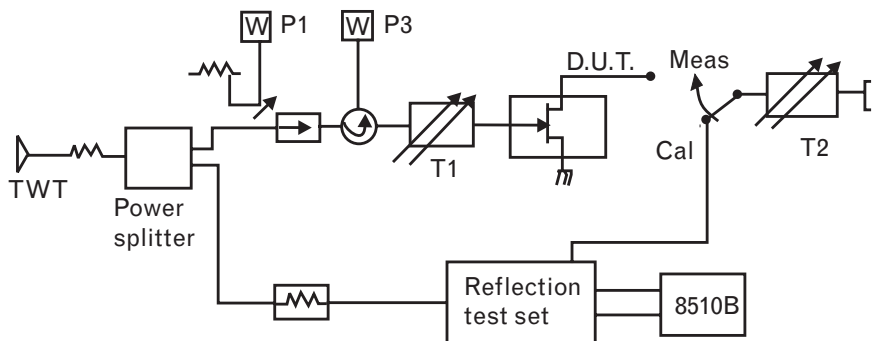 W P1
W P3
D.U.T.
Meas
Cal
T1
T2
TWT
Power
splitter
Reflection
test set
8510B